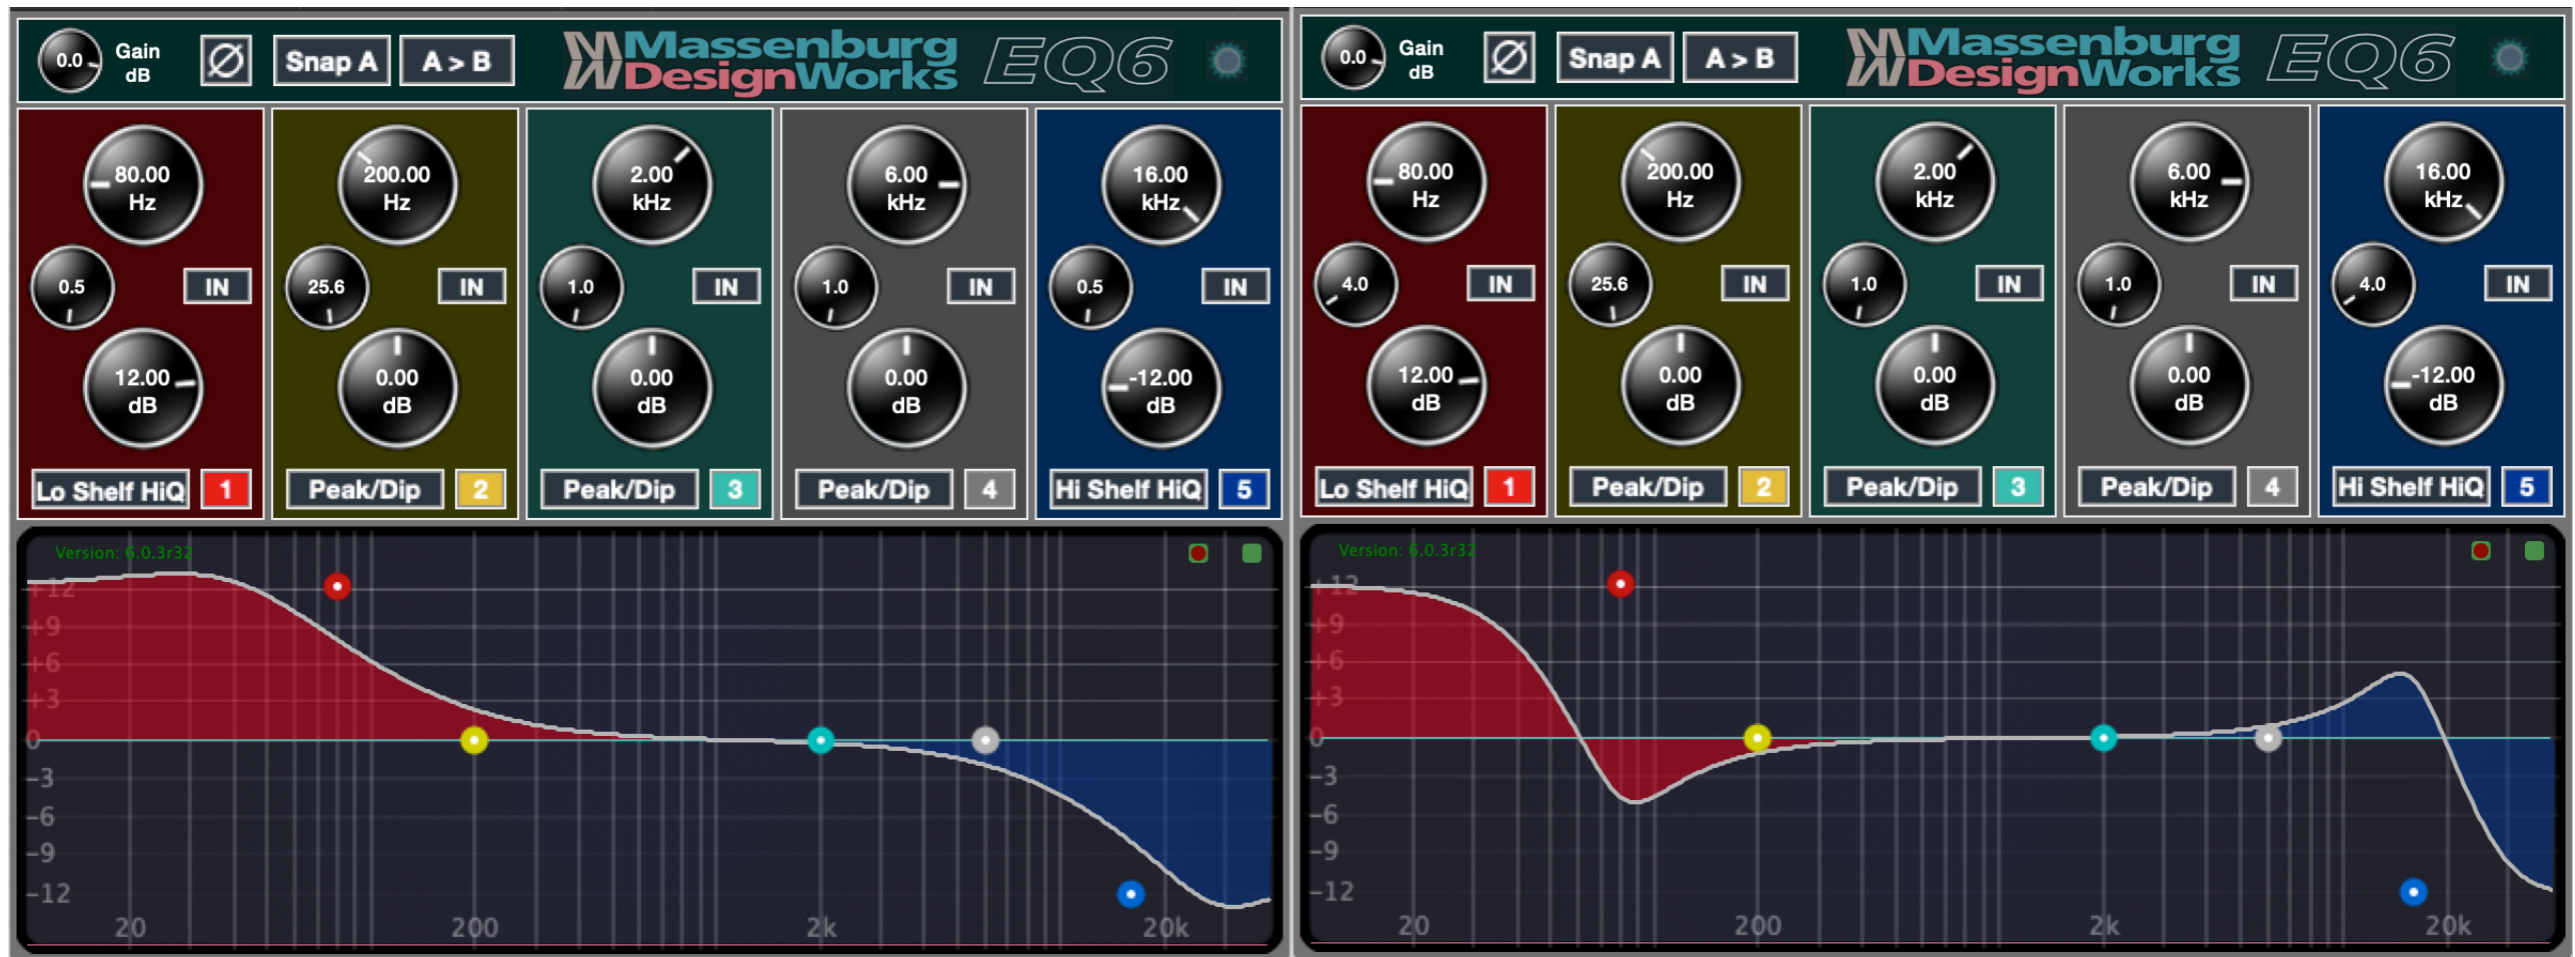 0.0
Gain
dB
Ø
Snap A
A > B
Massenburg
DesignWorks
EQ6
80.00
Hz
200.00
Hz
2.00
kHz
6.00
kHz
16.00
kHz
0.5
IN
25.6
IN
1.0
IN
1.0
IN
0.5
IN
12.00
dB
0.00
dB
0.00
dB
0.00
dB
-12.00
dB
Lo Shelf HiQ 1
Peak/Dip 2
Peak/Dip 3
Peak/Dip 4
Hi Shelf HiQ 5
Version: 6.0.3r32
+12
+9
+6
+3
0
-3
-6
-9
-12
20 200 2k 20k
0.0
Gain
dB
Ø
Snap A
A > B
Massenburg
DesignWorks
EQ6
80.00
Hz
200.00
Hz
2.00
kHz
6.00
kHz
16.00
kHz
4.0
IN
25.6
IN
1.0
IN
1.0
IN
4.0
IN
12.00
dB
0.00
dB
0.00
dB
0.00
dB
-12.00
dB
Lo Shelf HiQ 1
Peak/Dip 2
Peak/Dip 3
Peak/Dip 4
Hi Shelf HiQ 5
Version: 6.0.3r32
+12
+9
+6
+3
0
-3
-6
-9
-12
20 200 2k 20k